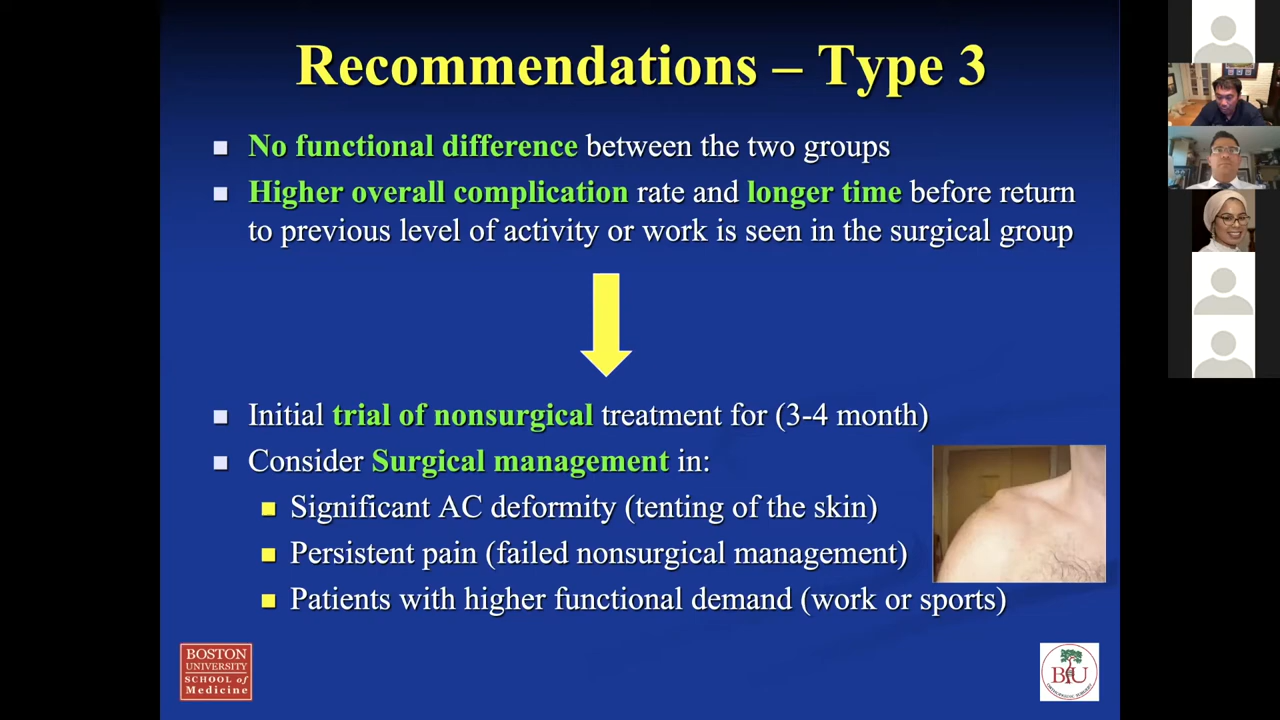 Recommendations – Type 3
No functional difference between the two groups
Higher overall complication rate and longer time before return
to previous level of activity or work is seen in the surgical group
Initial trial of nonsurgical treatment for (3-4 month)
Consider Surgical management in:
Significant AC deformity (tenting of the skin)
Persistent pain (failed nonsurgical management)
Patients with higher functional demand (work or sports)
BOSTON
UNIVERSITY
SCHOOL of
Medicine
BU